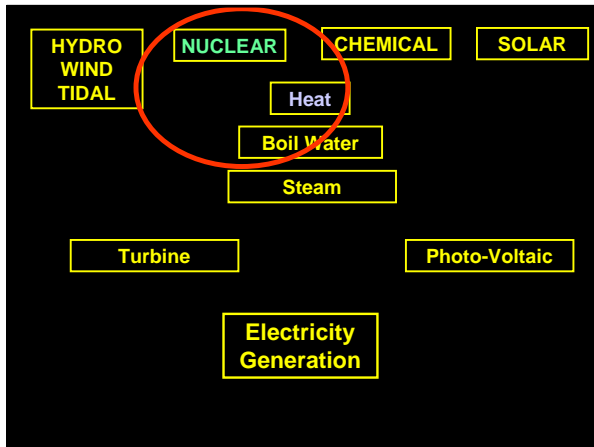 HYDRO
WIND
TIDAL
NUCLEAR
CHEMICAL
SOLAR
Heat
Boil Water
Steam
Turbine
Photo-Voltaic
Electricity
Generation